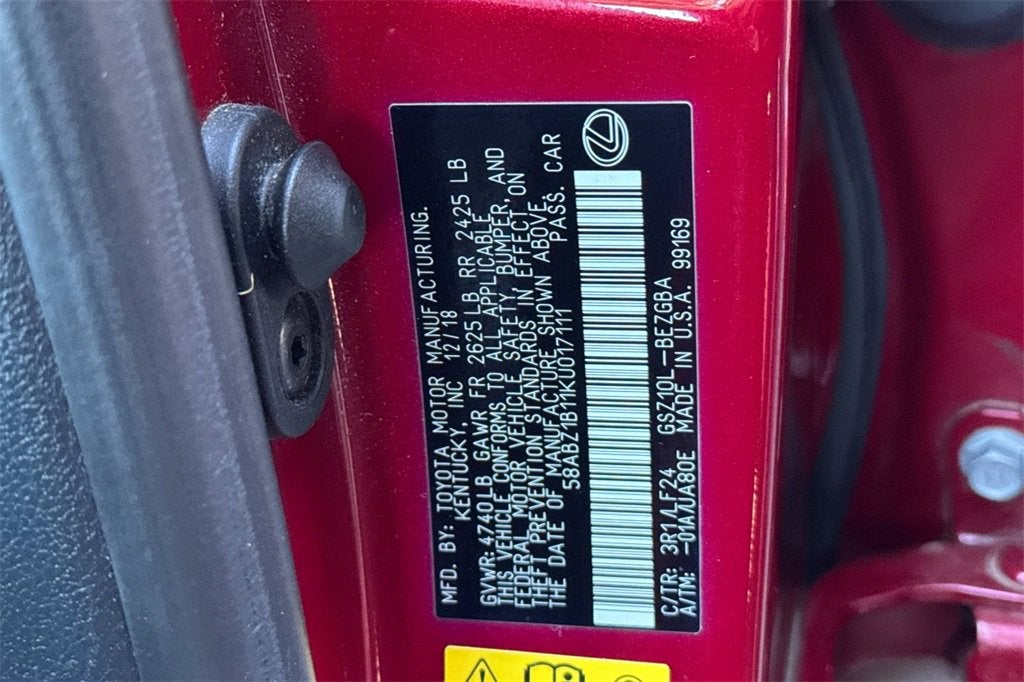 MFD. BY: TOYOTA MOTOR MANUFACTURING.
KENTUCKY, INC 12/18
GVWR: 4740LB GAWR FR 2625LB RR 2425 LB
THIS VEHICLE CONFORMS TO ALL APPLICABLE
FEDERAL MOTOR VEHICLE SAFETY, BUMPER, AND
THEFT PREVENTION STANDARDS IN EFFECT ON
THE DATE OF MANUFACTURE SHOWN ABOVE.
58ABZ1B11KU017111 PASS. CAR
C/TR: 3R1 LF24 GSZ10L-BEZGBA
A/TM: -01A/UA80E MADE IN U.S.A. 99169